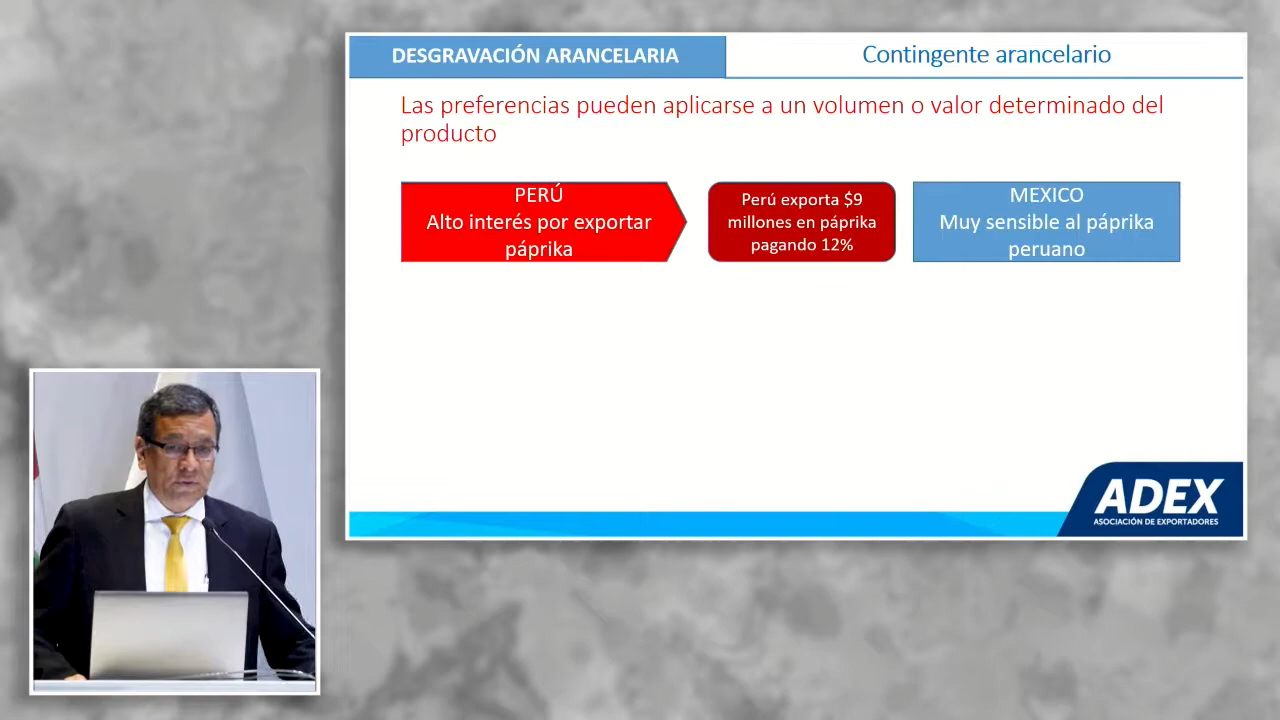 DESGRAVACIÓN ARANCELARIA
Contingente arancelario
Las preferencias pueden aplicarse a un volumen o valor determinado del
producto
PERÚ
Alto interés por exportar
páprika
Perú exporta $9
millones en páprika
pagando 12%
MEXICO
Muy sensible al páprika
peruano
ADEX
ASOCIACIÓN DE EXPORTADORES